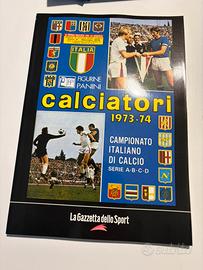 ITALIA
FIGURINE
PANINI
calciatori
1973-74
CAMPIONATO
ITALIANO
DI CALCIO
SERIE A-B-C-D
La Gazzetta dello Sport